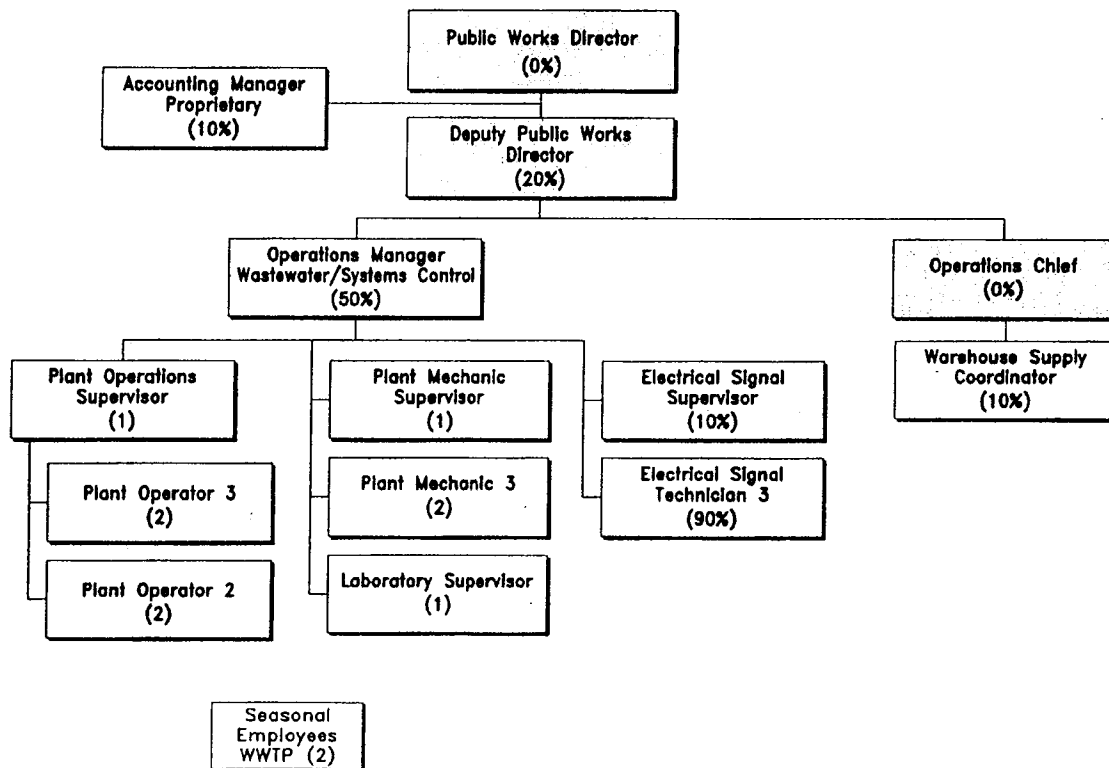 Public Works Director
(0%)
Accounting Manager
Proprietary
(10%)
Deputy Public Works
Director
(20%)
Operations Manager
Wastewater/Systems Control
(50%)
Operations Chief
(0%)
Warehouse Supply
Coordinator
(10%)
Plant Operations
Supervisor
(1)
Plant Operator 3
(2)
Plant Operator 2
(2)
Plant Mechanic
Supervisor
(1)
Plant Mechanic 3
(2)
Laboratory Supervisor
(1)
Electrical Signal
Supervisor
(10%)
Electrical Signal
Technician 3
(90%)
Seasonal
Employees
WWTP (2)